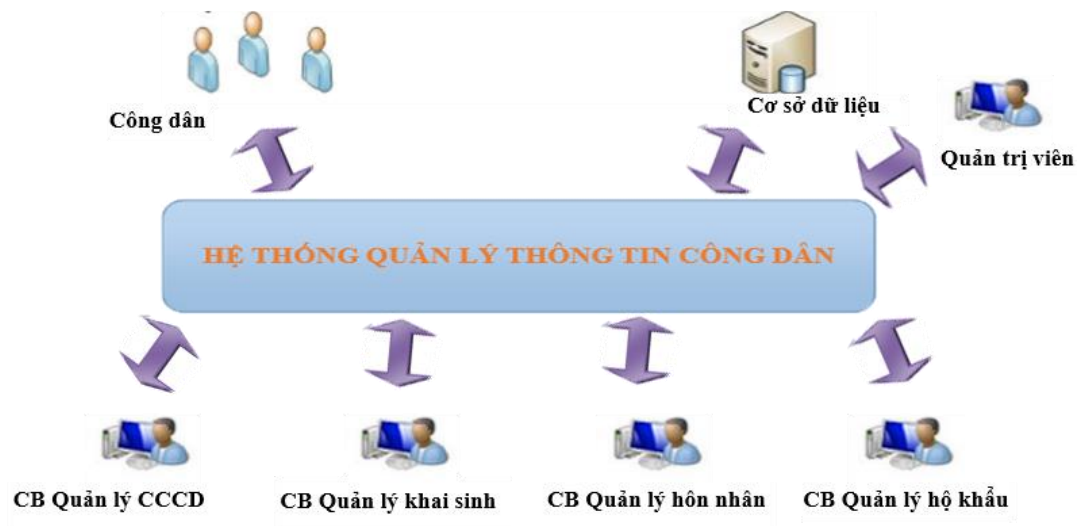 Công dân
Cơ sở dữ liệu
Quản trị viên
HỆ THỐNG QUẢN LÝ THÔNG TIN CÔNG DÂN
CB Quản lý CCCD
CB Quản lý khai sinh
CB Quản lý hôn nhân
CB Quản lý hộ khẩu